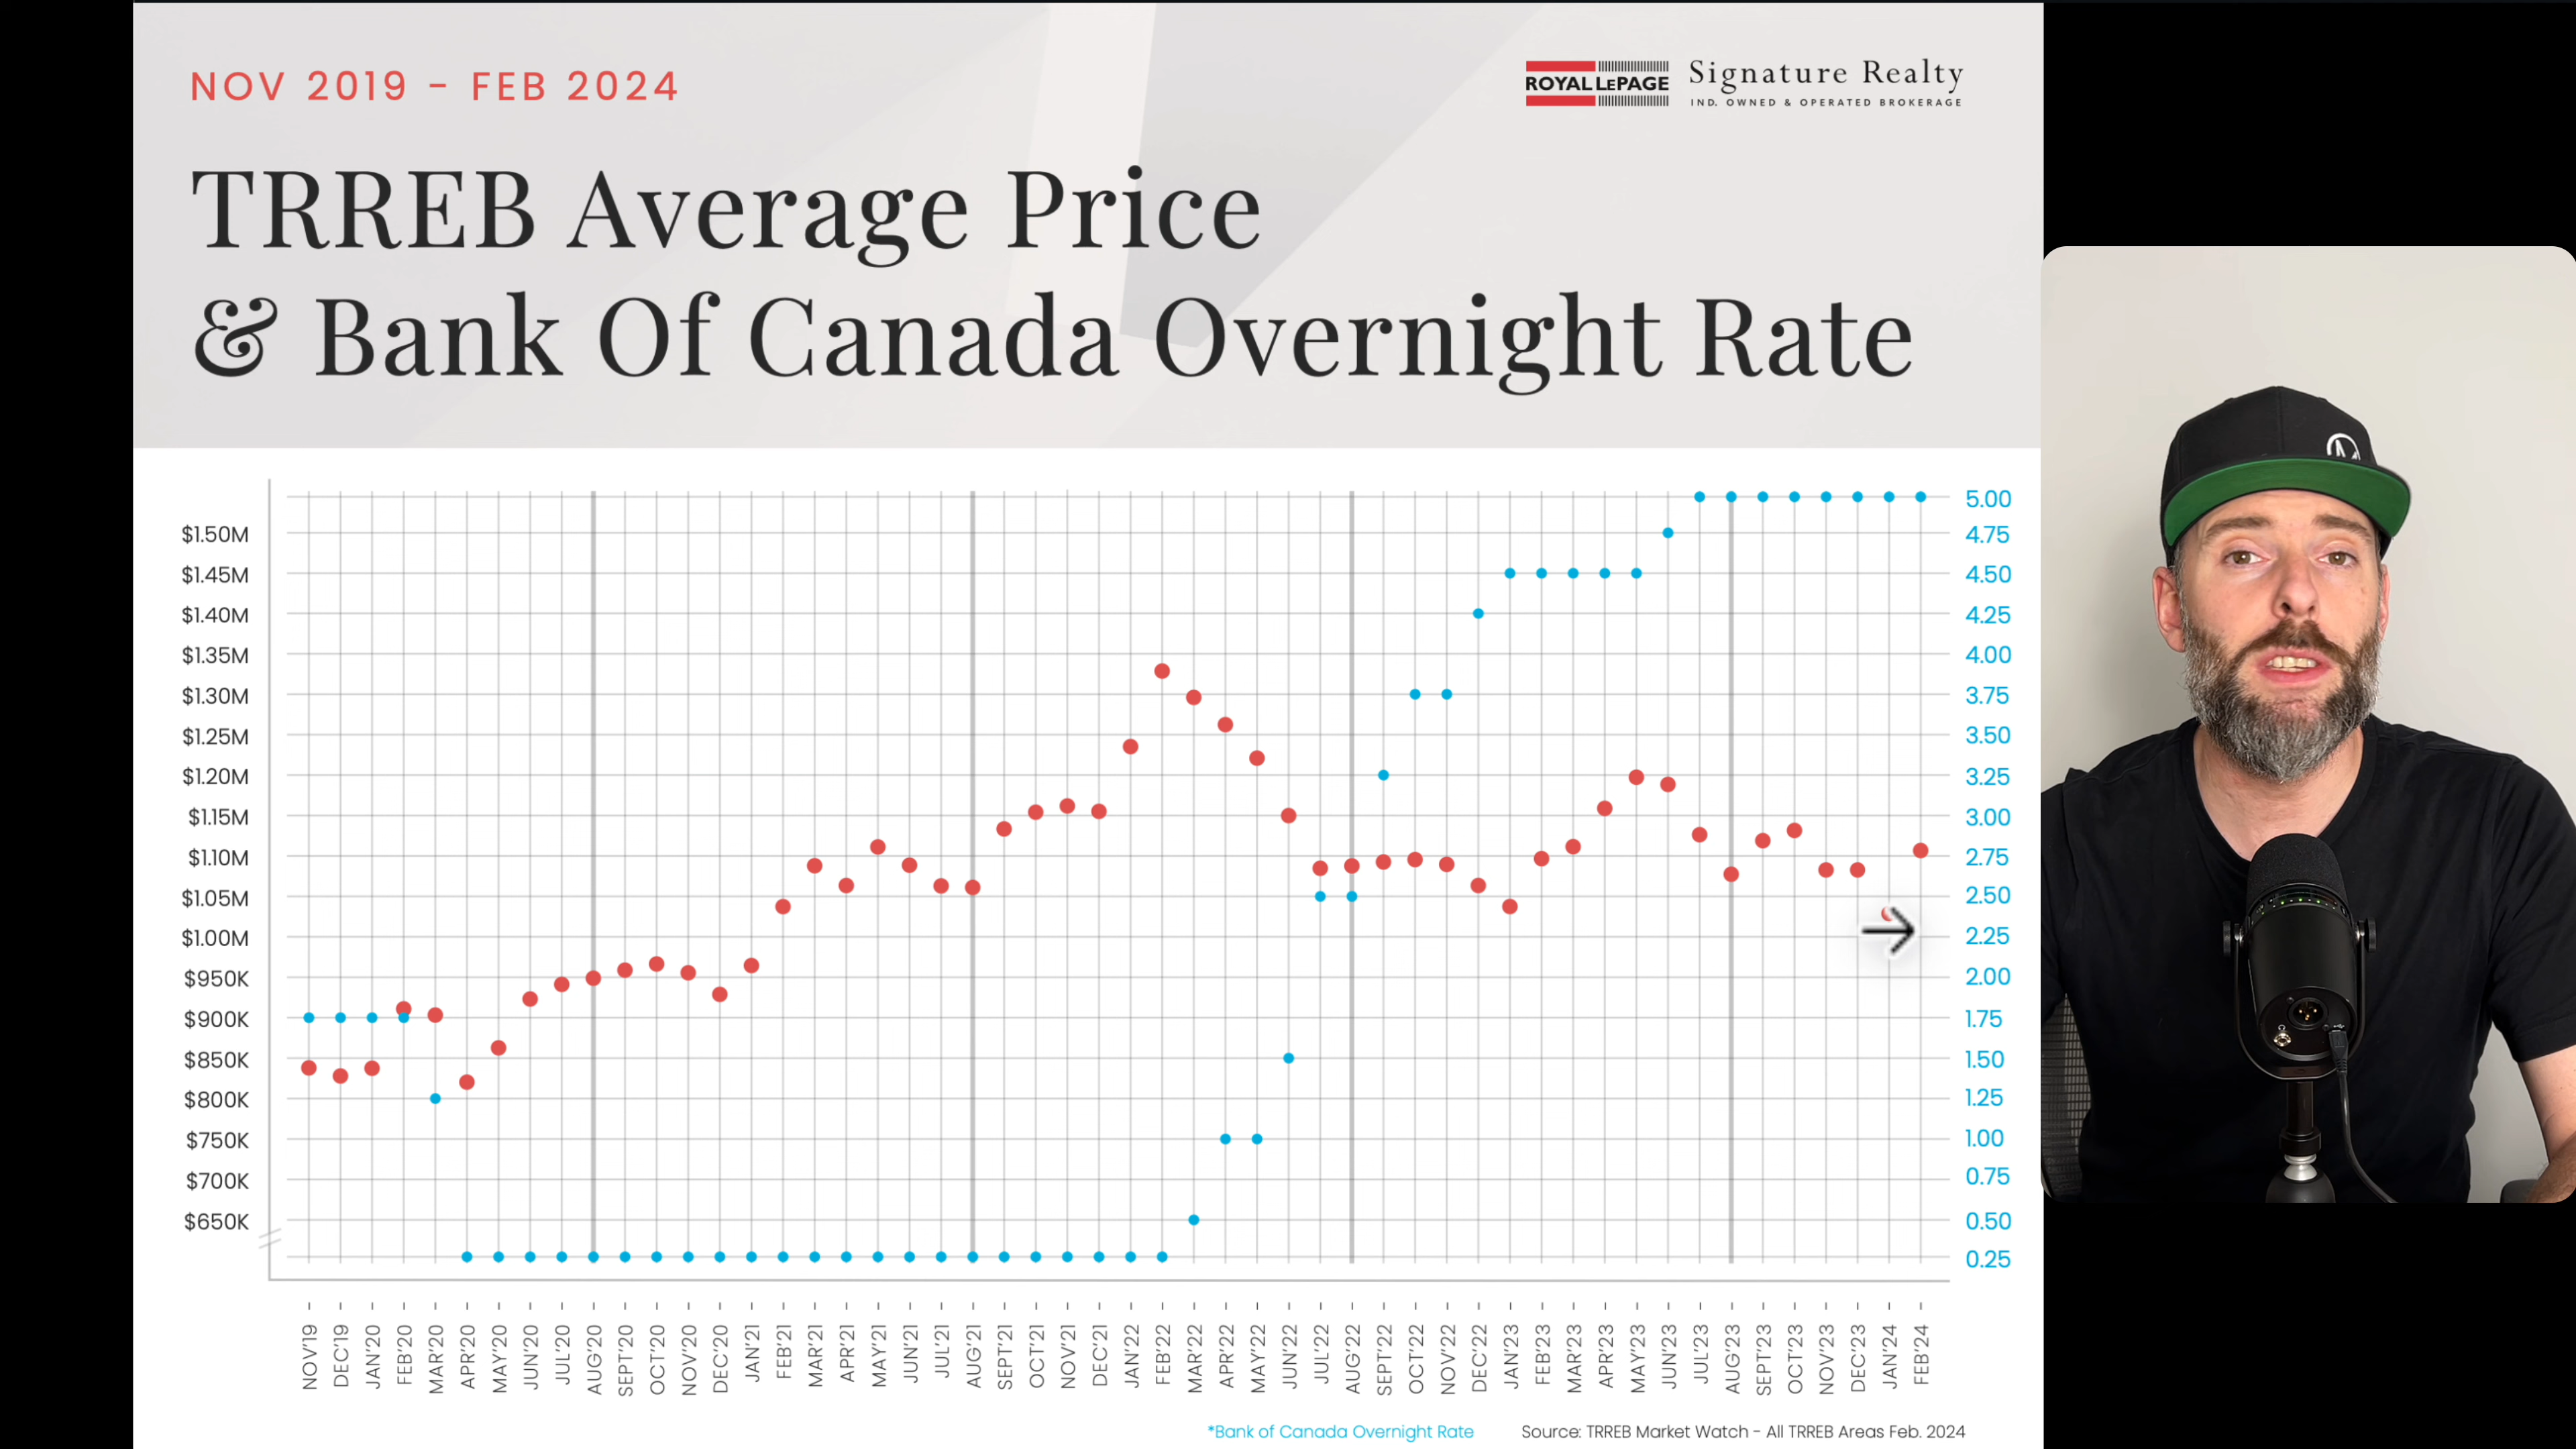 NOV 2019 - FEB 2024
ROYAL LEPAGE
Signature Realty
IND. OWNED & OPERATED BROKERAGE
TRREB Average Price
& Bank Of Canada Overnight Rate
5.00
$1.50M 4.75
$1.45M 4.50
$1.40M 4.25
$1.35M 4.00
$1.30M 3.75
$1.25M 3.50
$1.20M 3.25
$1.15M 3.00
$1.10M 2.75
$1.05M 2.50
$1.00M 2.25
$950K 2.00
$900K 1.75
$850K 1.50
$800K 1.25
$750K 1.00
$700K 0.75
$650K 0.50
0.25
NOV'19 DEC'19 JAN'20 FEB'20 MAR'20 APR'20 MAY'20 JUN'20 JUL'20 AUG'20 SEPT'20 OCT'20 NOV'20 DEC'20 JAN'21 FEB'21 MAR'21 APR'21 MAY'21 JUN'21 JUL'21 AUG'21 SEPT'21 OCT'21 NOV'21 DEC'21 JAN'22 FEB'22 MAR'22 APR'22 MAY'22 JUN'22 JUL'22 AUG'22 SEPT'22 OCT'22 NOV'22 DEC'22 JAN'23 FEB'23 MAR'23 APR'23 MAY'23 JUN'23 JUL'23 AUG'23 SEPT'23 OCT'23 NOV'23 DEC'23 JAN'24 FEB'24
*Bank of Canada Overnight Rate
Source: TRREB Market Watch - All TRREB Areas Feb. 2024